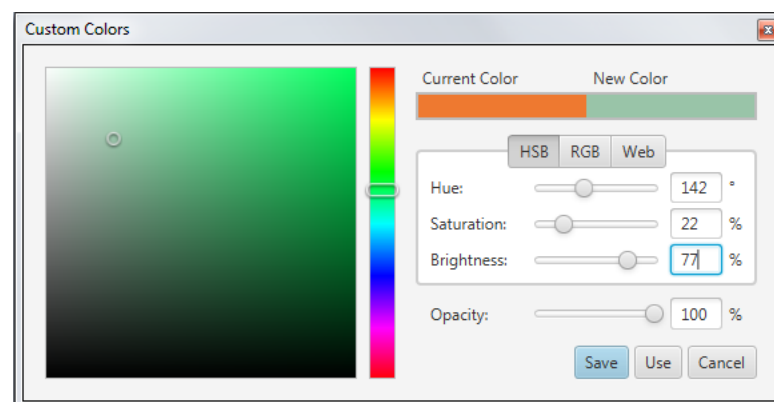 Custom Colors
x
Current Color New Color
HSB RGB Web
Hue: 142 °
Saturation: 22 %
Brightness: 77 %
Opacity: 100 %
Save Use Cancel